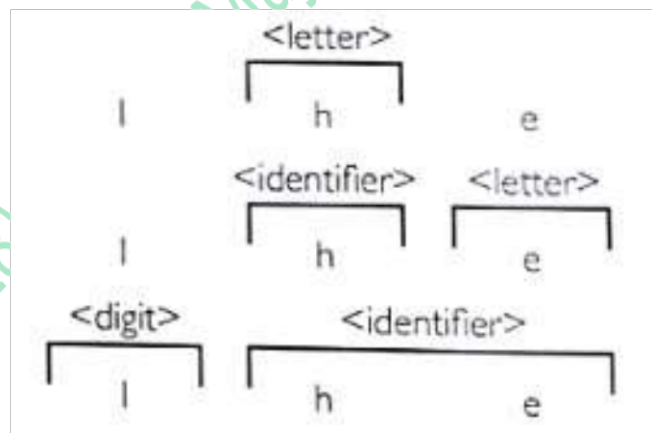 <letter>
l h e
<identifier> <letter>
l h e
<digit> <identifier>
l h e